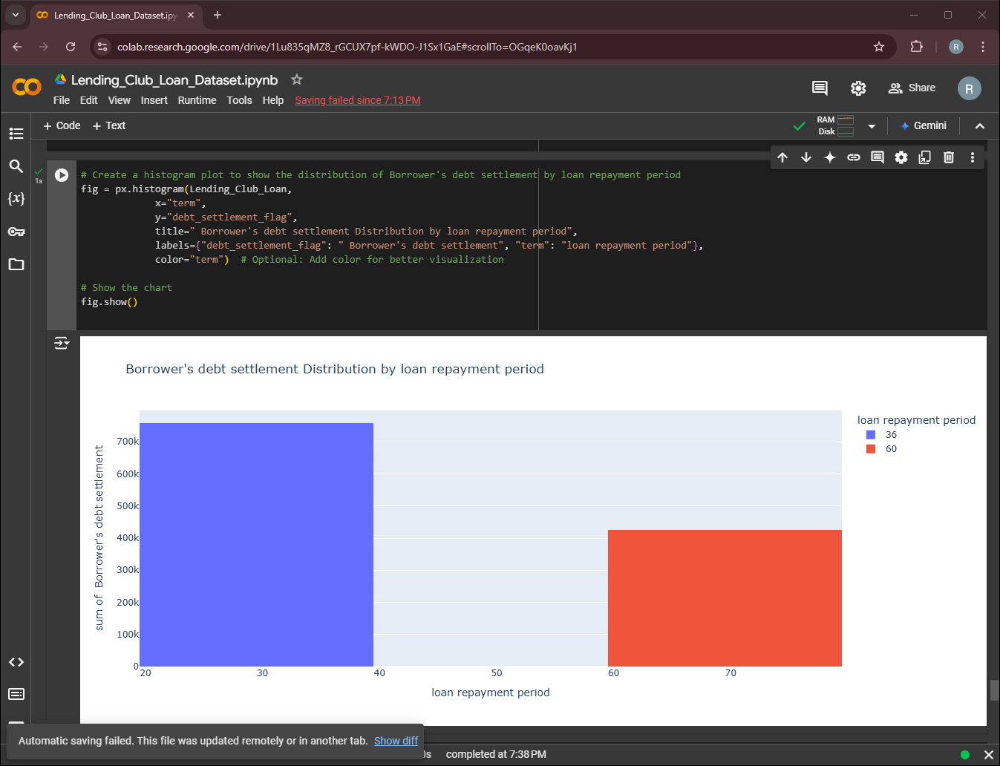 Lending_Club_Loan_Dataset.ipy
colab.research.google.com/drive/1Lu835qMZ8_rGCUX7pf-kWDO-J1Sx1GaE#scrollTo=OGqeK0oavKj1
R
Lending_Club_Loan_Dataset.ipynb
File Edit View Insert Runtime Tools Help Saving failed since 7:13 PM
Share
R
+ Code + Text
RAM
Disk
Gemini
{x}
1s
# Create a histogram plot to show the distribution of Borrower's debt settlement by loan repayment period
fig = px.histogram(Lending_Club_Loan,
x="term",
y="debt_settlement_flag",
title=" Borrower's debt settlement Distribution by loan repayment period",
labels={"debt_settlement_flag": " Borrower's debt settlement", "term": "loan repayment period"},
color="term")  # Optional: Add color for better visualization
# Show the chart
fig.show()
Borrower's debt settlement Distribution by loan repayment period
sum of Borrower's debt settlement
700k
600k
500k
400k
300k
200k
100k
0
20 30 40 50 60 70
loan repayment period
loan repayment period
36
60
Automatic saving failed. This file was updated remotely or in another tab. Show diff
0s completed at 7:38 PM